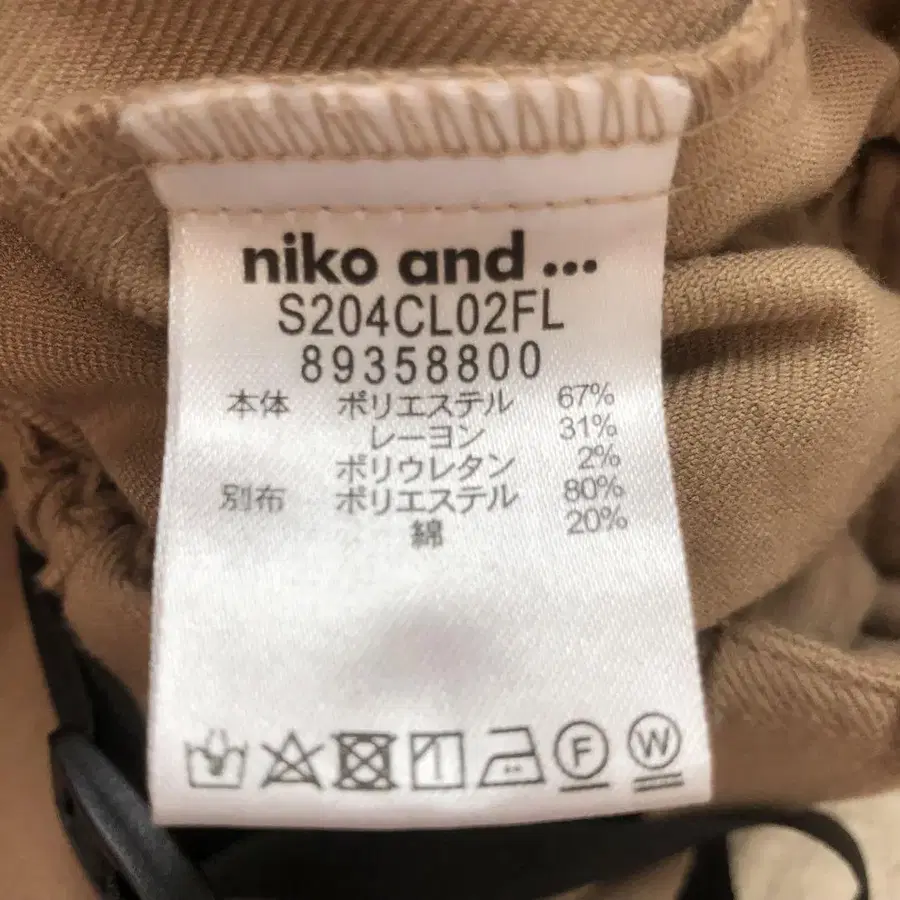 niko and ...
S204CL02FL
89358800
本体 ポリエステル 67%
レーヨン 31%
ポリウレタン 2%
別布 ポリエステル 80%
綿 20%
F W